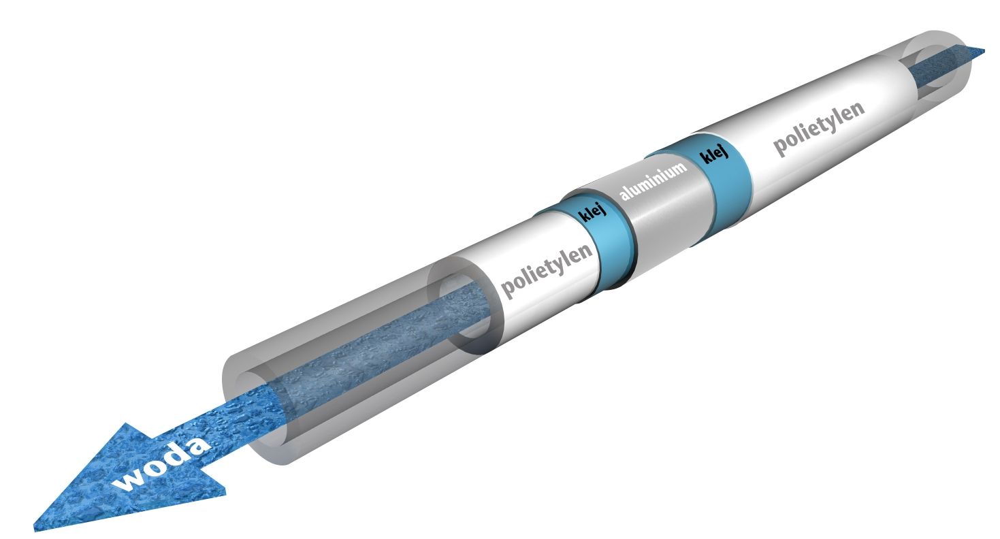 polietylen
klej
aluminium
klej
polietylen
woda